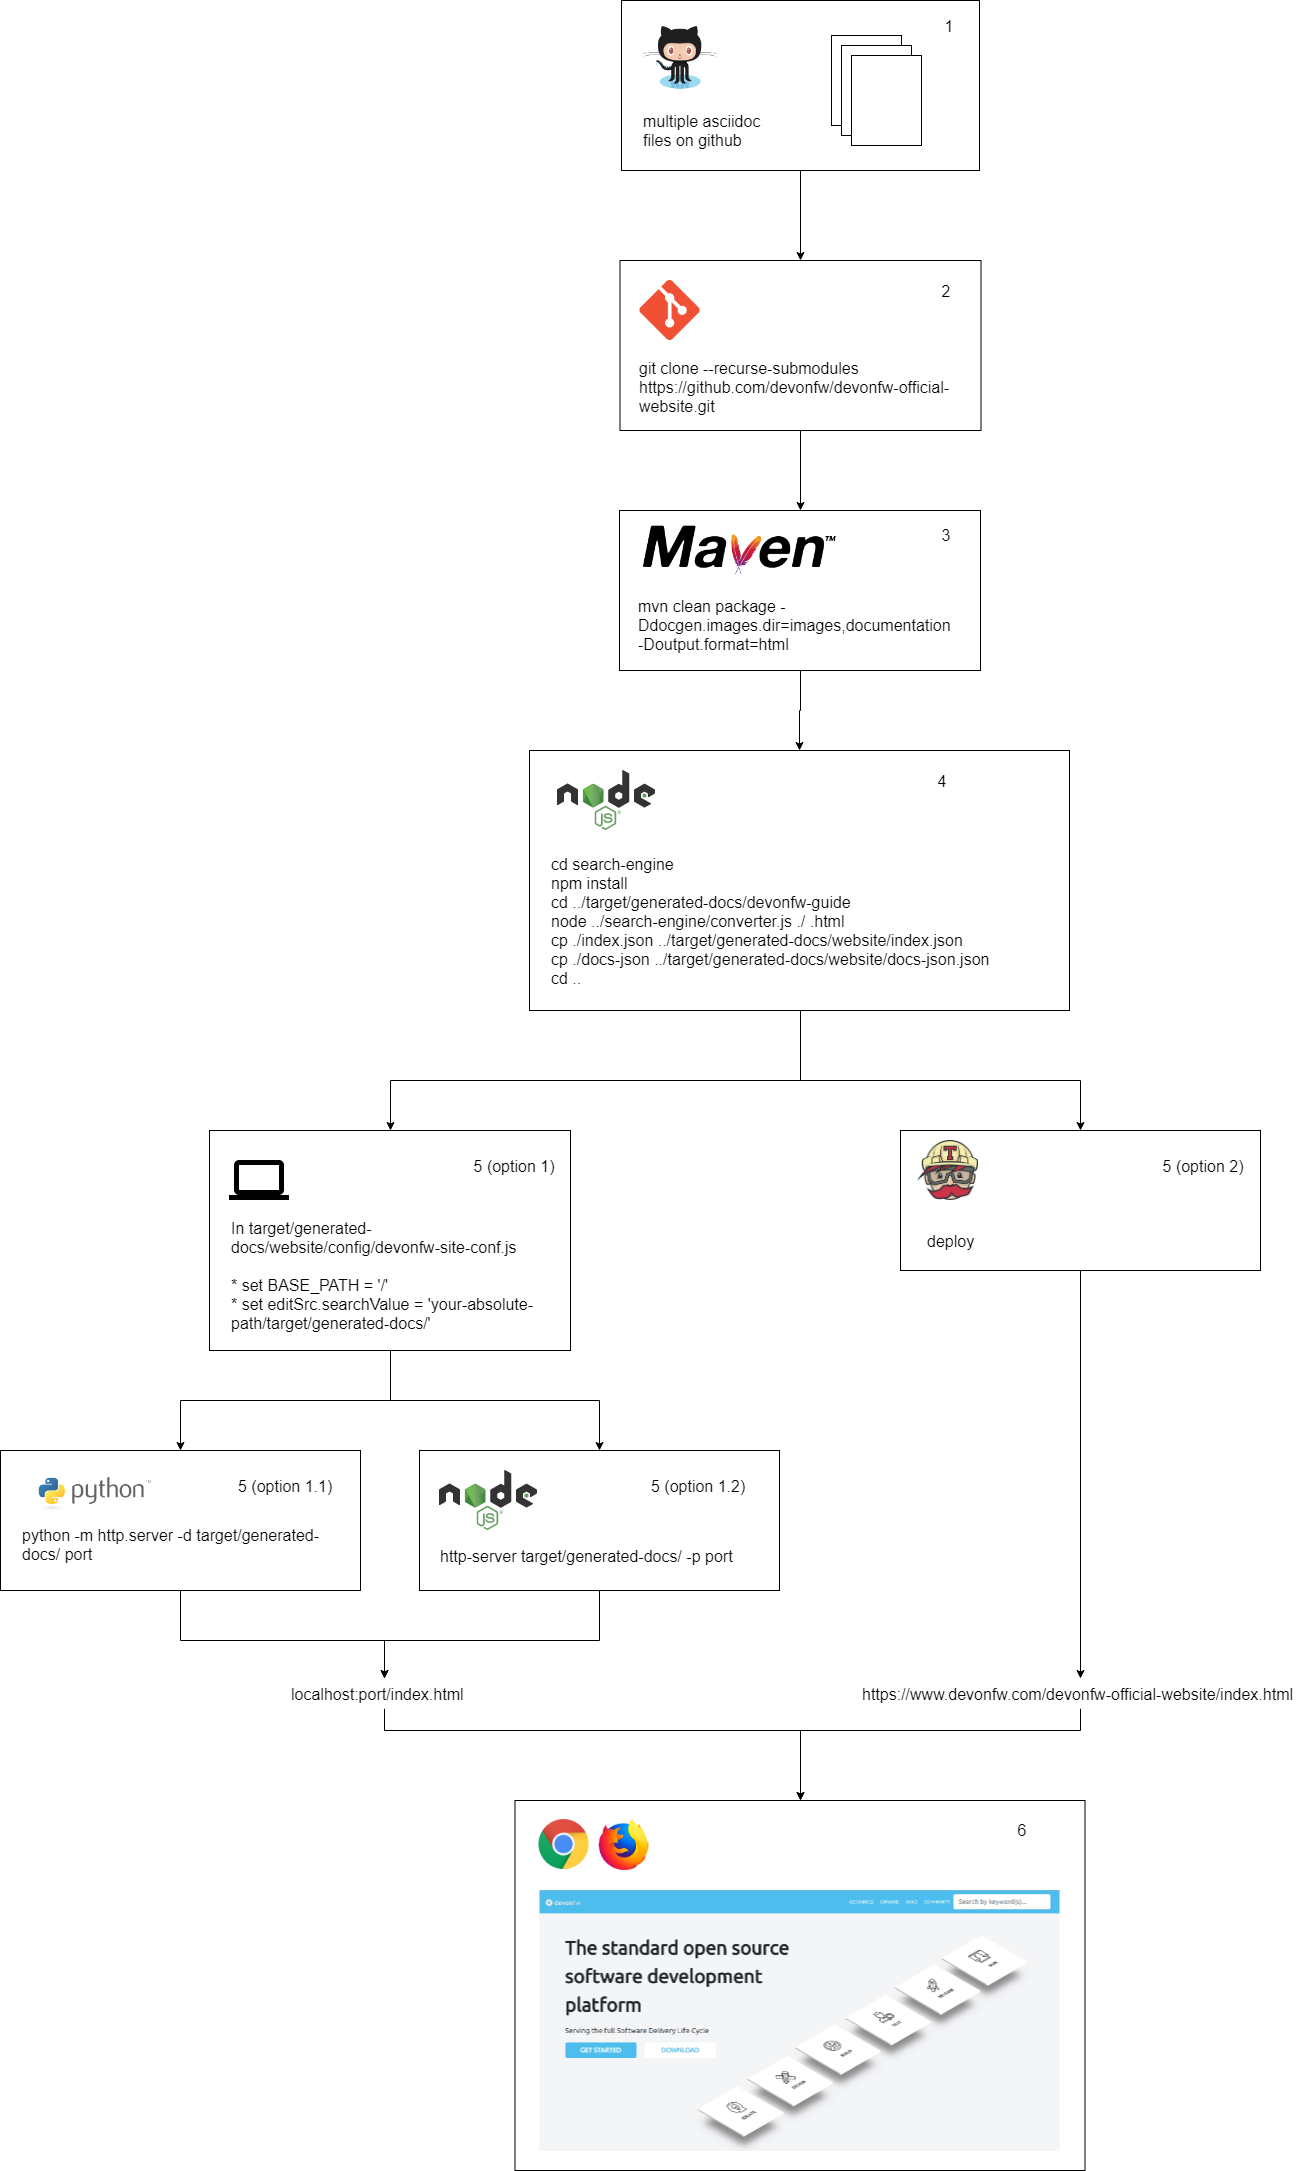 1
multiple asciidoc
files on github
2
git clone --recurse-submodules
https://github.com/devonfw/devonfw-official-
website.git
Maven™
3
mvn clean package -
Ddocgen.images.dir=images,documentation
-Doutput.format=html
node
JS
4
cd search-engine
npm install
cd ../target/generated-docs/devonfw-guide
node ../search-engine/converter.js ./ .html
cp ./index.json ../target/generated-docs/website/index.json
cp ./docs-json ../target/generated-docs/website/docs-json.json
cd ..
5 (option 1)
In target/generated-
docs/website/config/devonfw-site-conf.js
* set BASE_PATH = '/'
* set editSrc.searchValue = 'your-absolute-
path/target/generated-docs/'
T
5 (option 2)
deploy
python™
5 (option 1.1)
python -m http.server -d target/generated-
docs/ port
node
JS
5 (option 1.2)
http-server target/generated-docs/ -p port
localhost:port/index.html
https://www.devonfw.com/devonfw-official-website/index.html
6
devonfw
RESOURCES EXPLORE DOCS COMMUNITY Search by keyword(s)...
The standard open source
software development
platform
Serving the full Software Delivery Life Cycle
GET STARTED DOWNLOAD
RUN
TEST
BUILD
DESIGN